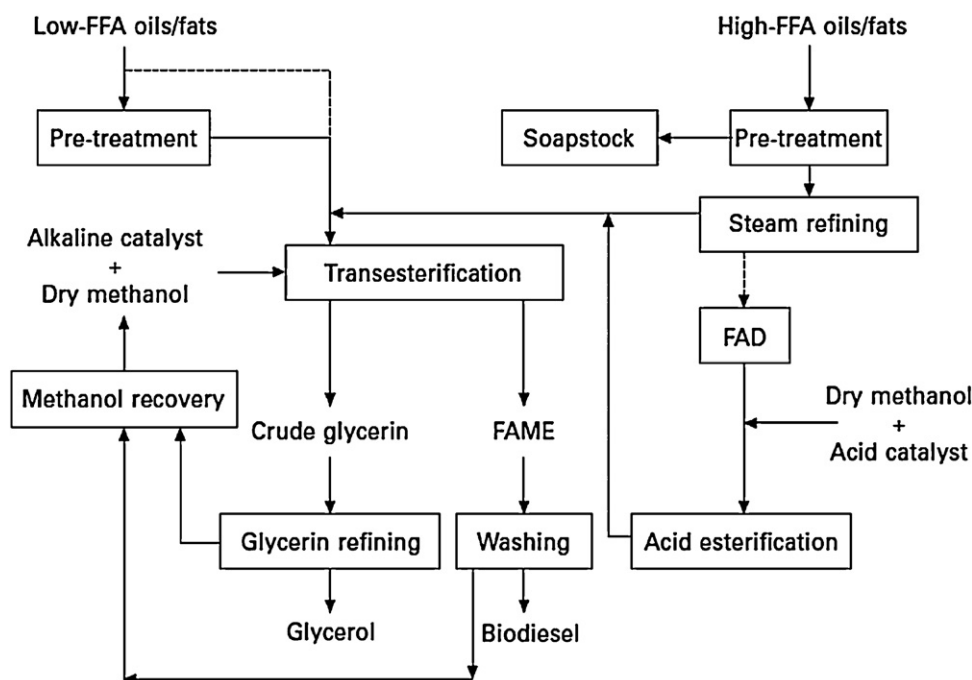 Low-FFA oils/fats
High-FFA oils/fats
Pre-treatment
Soapstock
Pre-treatment
Steam refining
Alkaline catalyst
+
Dry methanol
Transesterification
FAD
Methanol recovery
Dry methanol
+
Acid catalyst
Crude glycerin
FAME
Glycerin refining
Washing
Acid esterification
Glycerol
Biodiesel